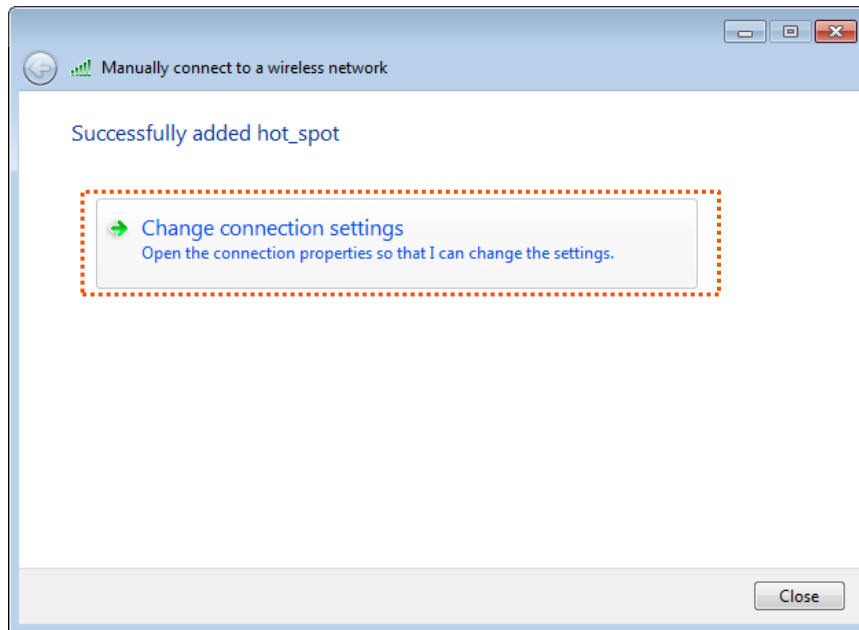 Manually connect to a wireless network
Successfully added hot_spot
Change connection settings
Open the connection properties so that I can change the settings.
Close